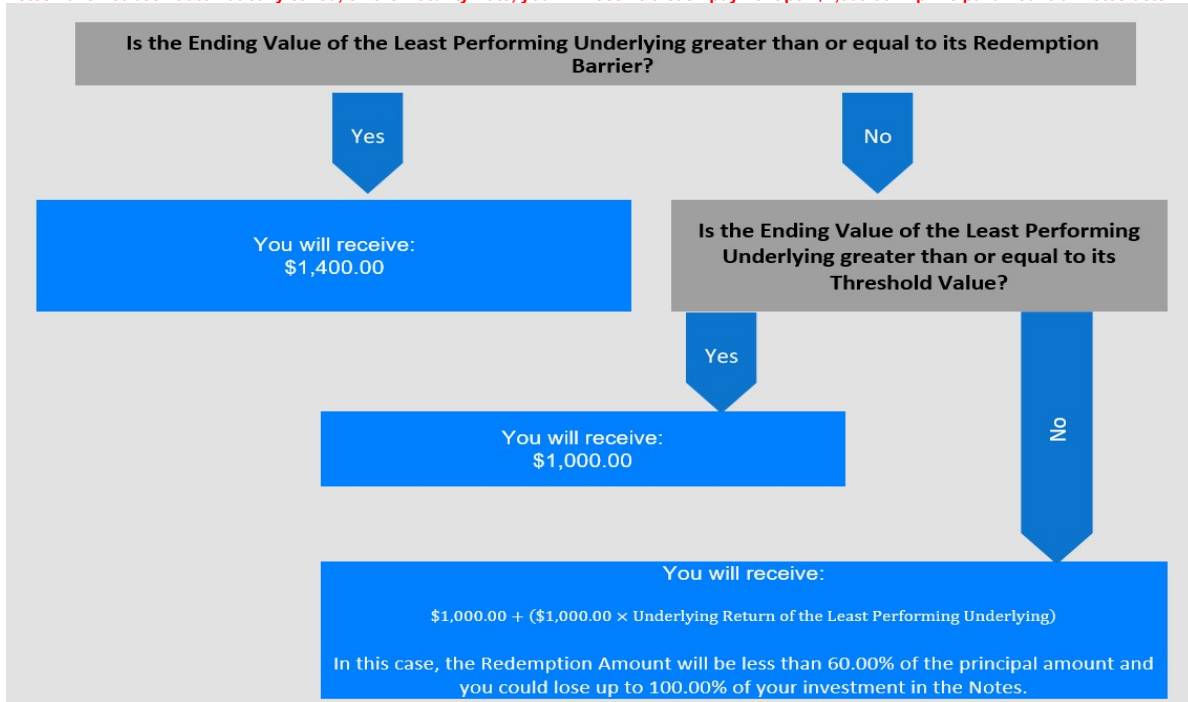 Is the Ending Value of the Least Performing Underlying greater than or equal to its Redemption
Barrier?
Yes
No
You will receive:
$1,400.00
Is the Ending Value of the Least Performing
Underlying greater than or equal to its
Threshold Value?
Yes
No
You will receive:
$1,000.00
You will receive:
$1,000.00 + ($1,000.00 × Underlying Return of the Least Performing Underlying)
In this case, the Redemption Amount will be less than 60.00% of the principal amount and
you could lose up to 100.00% of your investment in the Notes.